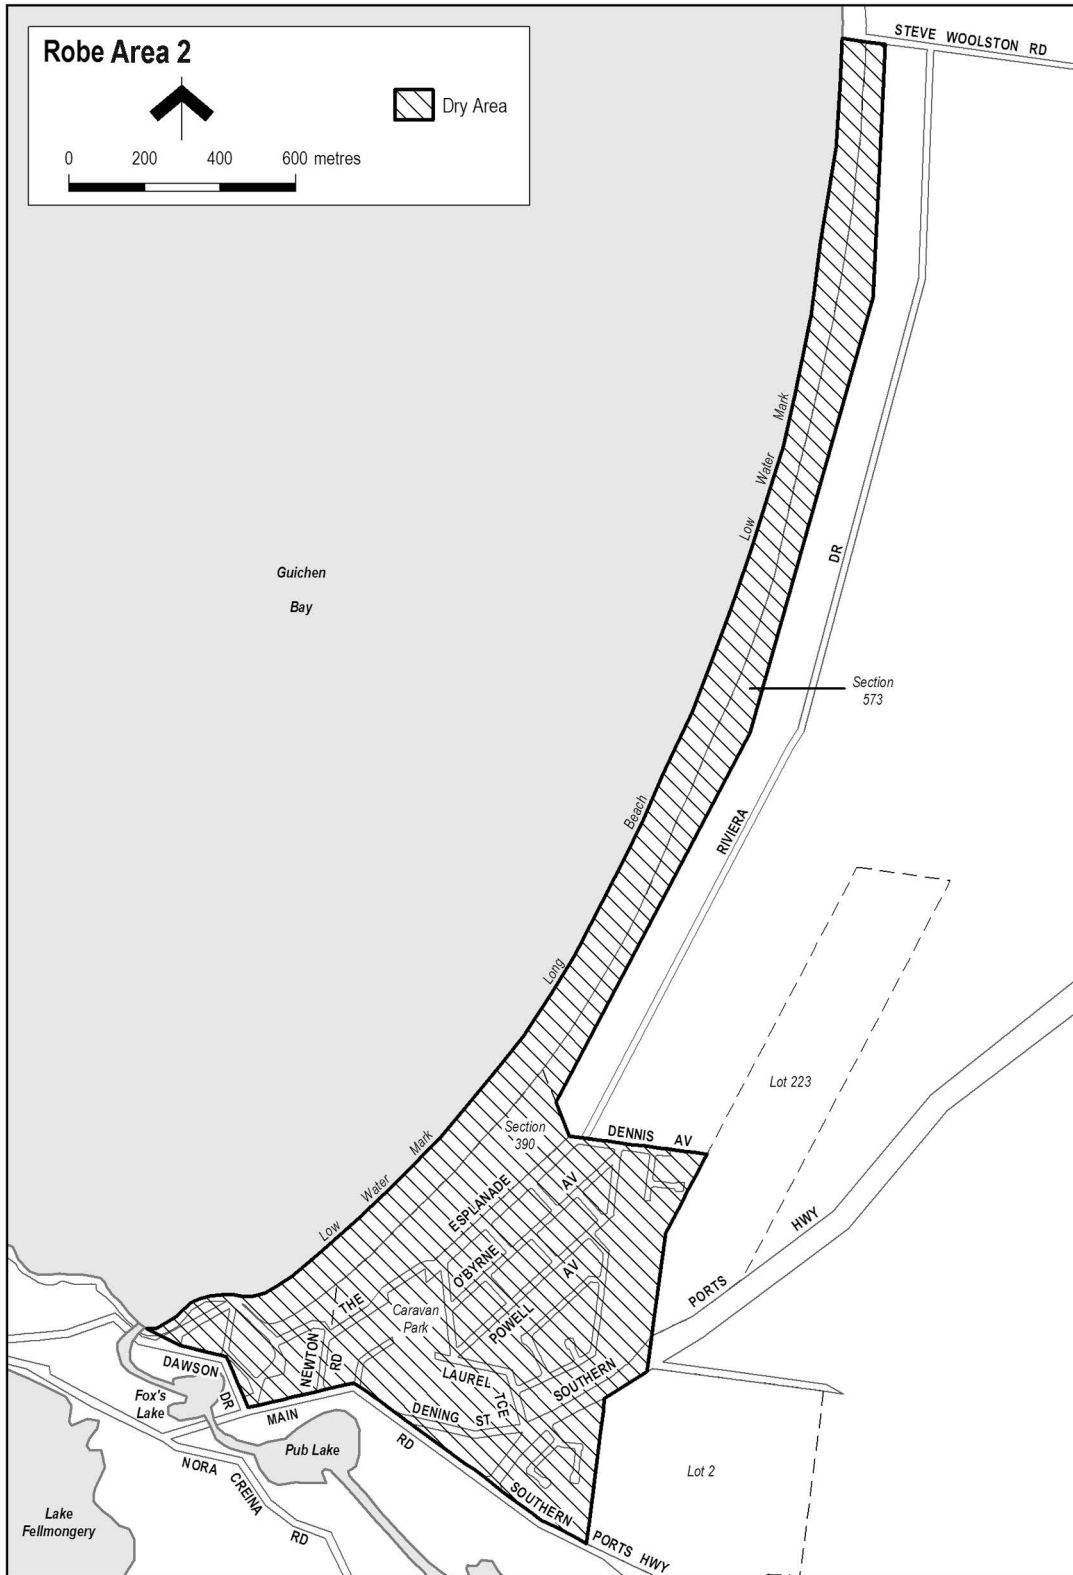 Robe Area 2
Dry Area
0 200 400 600 metres
STEVE WOOLSTON RD
Long Beach
Low Water Mark
DR
Guichen
Bay
Section
573
RIVIERA
Lot 223
Section
390
DENNIS AV
Low Water Mark
ESPLANADE
AV
O'BYRNE
PORTS HWY
AV
THE
Caravan
Park
POWELL
NEWTON
RD
DAWSON
DR
LAUREL TCE
SOUTHERN
Fox's
Lake
MAIN
RD
DENING ST
Pub Lake
Lot 2
NORA CREINA
RD
SOUTHERN
PORTS HWY
Lake
Fellmongery